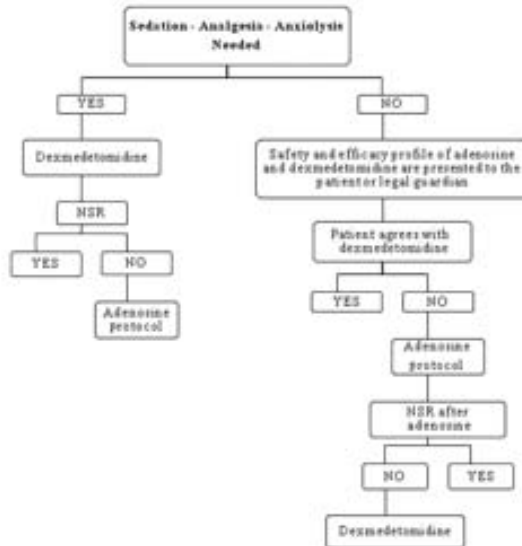 Sedation - Analgesia - Anxiolysis
Needed
YES
NO
Dexmedetomidine
Safety and efficacy profile of adenosine
and dexmedetomidine are presented to the
patient or legal guardian
NSR
Patient agrees with
dexmedetomidine
YES
NO
YES
NO
Adenosine
protocol
Adenosine
protocol
NSR after
adenosine
NO
YES
Dexmedetomidine